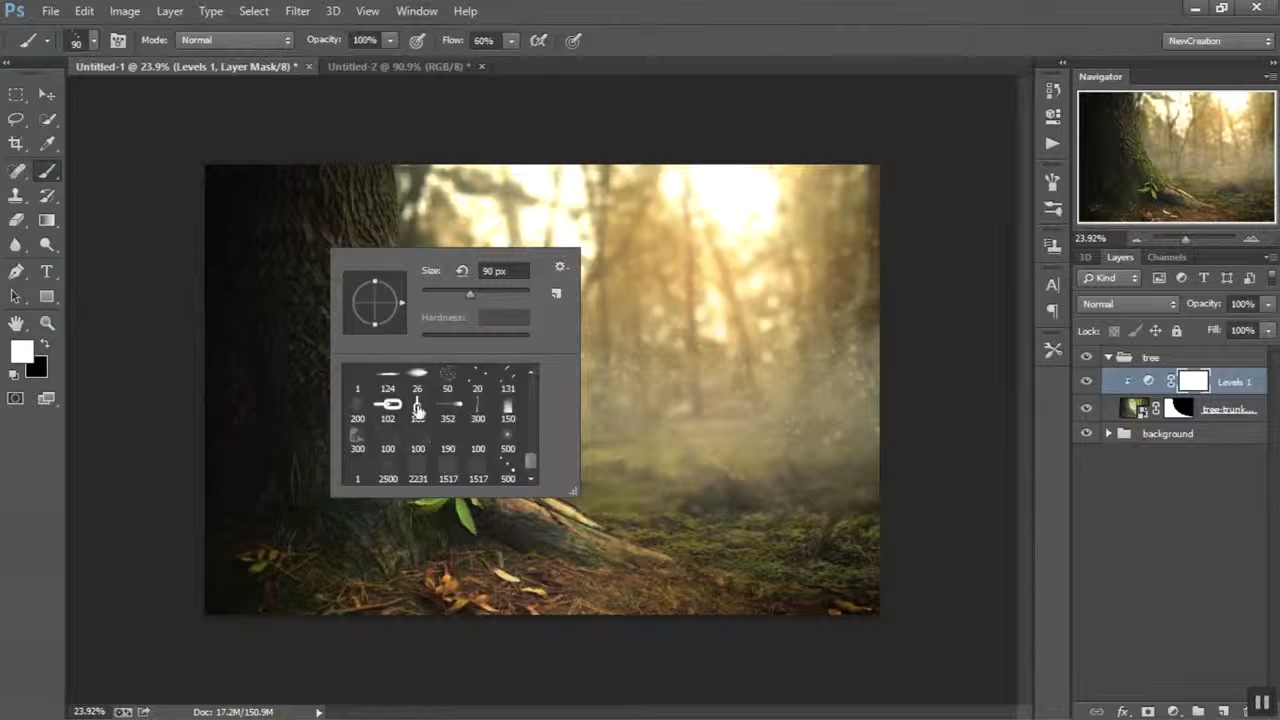 Ps File Edit Image Layer Type Select Filter 3D View Window Help
90 Mode: Normal Opacity: 100% Flow: 60% NewCreation
Untitled-1 @ 23.9% (Levels 1, Layer Mask/8) * × Untitled-2 @ 90.9% (RGB/8) * ×
Navigator
23.92%
3D Layers Channels
Kind
Normal Opacity: 100%
Lock: Fill: 100%
tree
Levels 1
tree-trunk...
background
Size: 90 px
Hardness:
1 124 26 50 20 131
200 102 352 300 150
300 100 100 190 100 500
1 2500 2231 1517 1517 500
23.92% Doc: 17.2M/150.9M